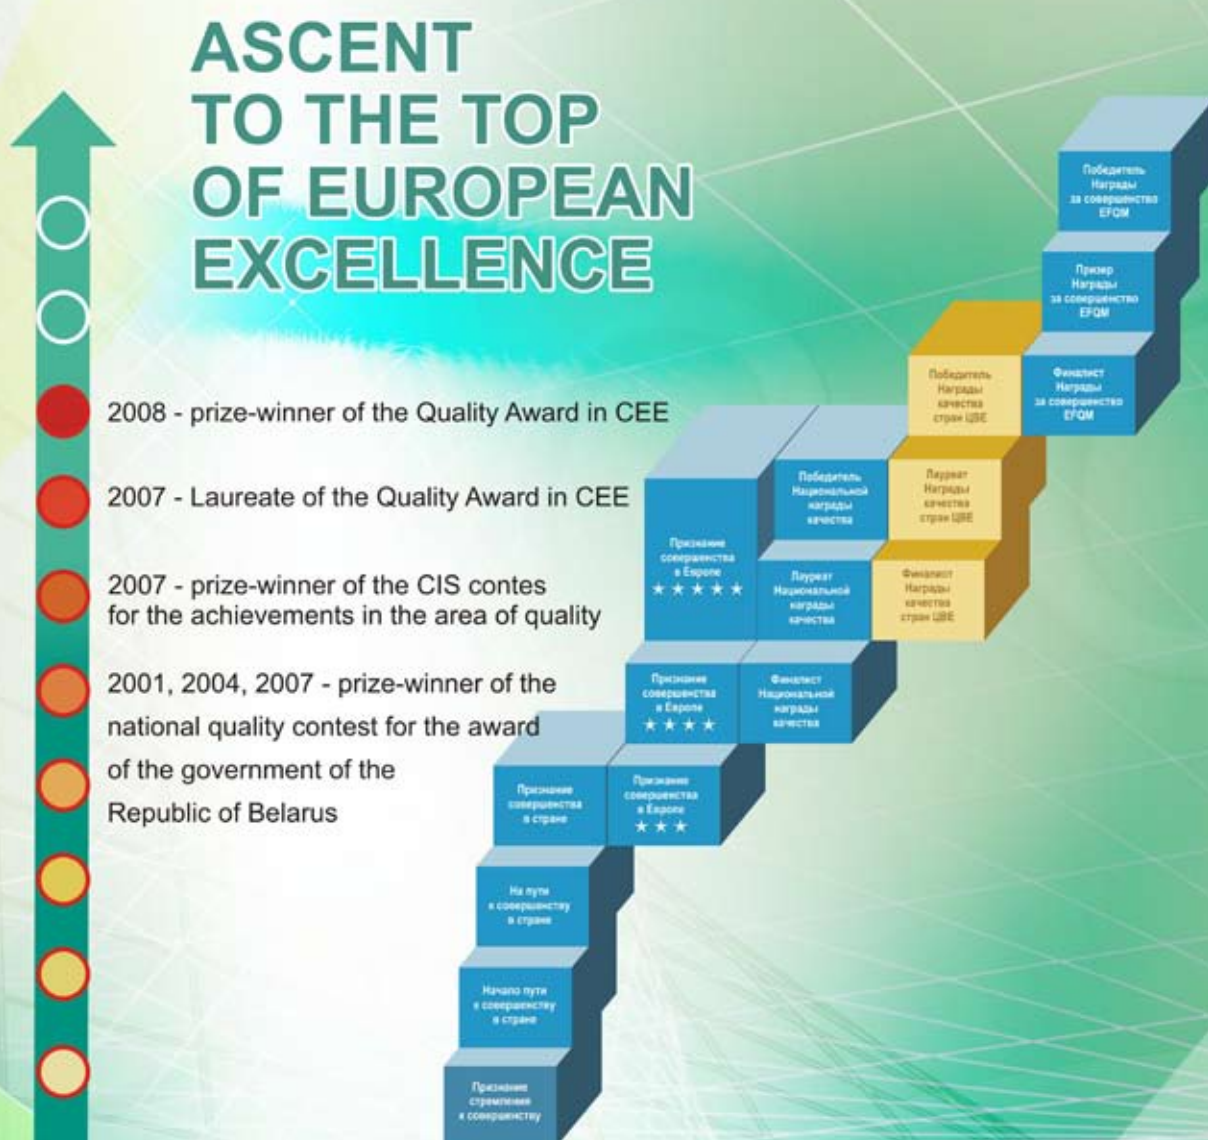 ASCENT
TO THE TOP
OF EUROPEAN
EXCELLENCE
2008 - prize-winner of the Quality Award in CEE
2007 - Laureate of the Quality Award in CEE
2007 - prize-winner of the CIS contes
for the achievements in the area of quality
2001, 2004, 2007 - prize-winner of the
national quality contest for the award
of the government of the
Republic of Belarus
Победитель
Награды
за совершенство
EFQM
Призер
Награды
за совершенство
EFQM
Финалист
Награды
за совершенство
EFQM
Победитель
Награды
качества
стран ЦВЕ
Лауреат
Награды
качества
стран ЦВЕ
Финалист
Награды
качества
стран ЦВЕ
Победитель
Национальной
награды
качества
Лауреат
Национальной
награды
качества
Финалист
Национальной
награды
качества
Признание
совершенства
в Европе
★★★★★
Признание
совершенства
в Европе
★★★★
Признание
совершенства
в Европе
★★★
Признание
совершенства
в стране
На пути
к совершенству
в стране
Начало пути
к совершенству
в стране
Признание
стремления
к совершенству